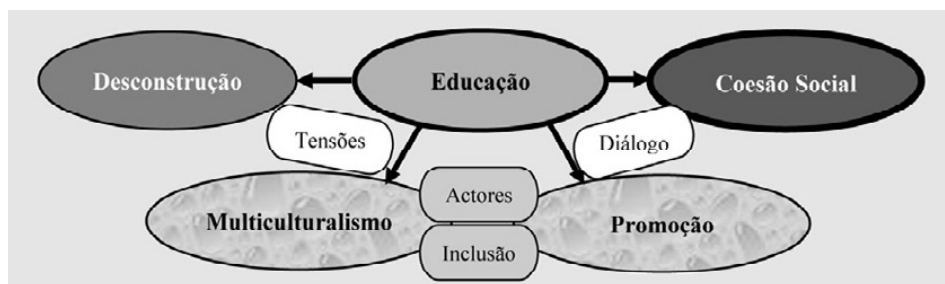 Desconstrução
Educação
Coesão Social
Tensões
Diálogo
Multiculturalismo
Actores
Promoção
Inclusão